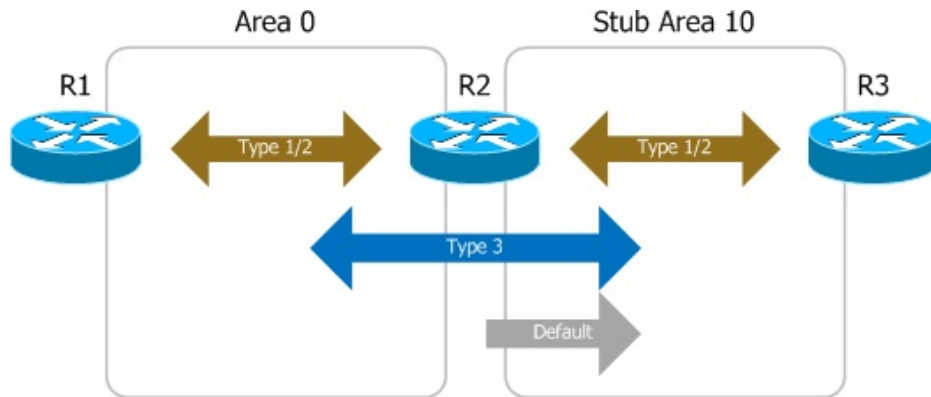 Area 0
Stub Area 10
R1
R2
R3
Type 1/2
Type 1/2
Type 3
Default